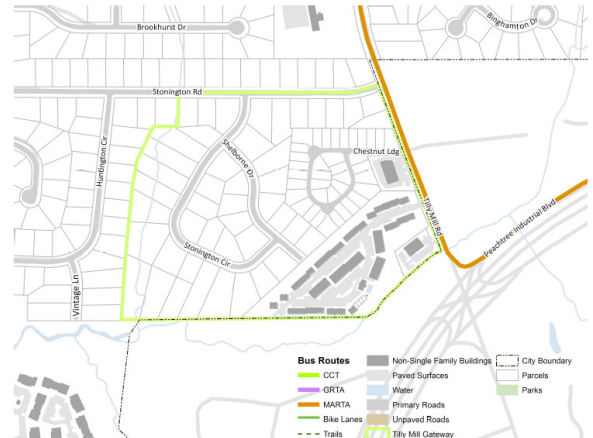 Brookhurst Dr
Binghamton Dr
Stonington Rd
Huntington Cir
Shelborne Dr
Chestnut Ldg
Tilly Mill Rd
Peachtree Industrial Blvd
Stonington Cir
Vintage Ln
Bus Routes
CCT
GRTA
MARTA
Bike Lanes
Trails
Non-Single Family Buildings
Paved Surfaces
Water
Primary Roads
Unpaved Roads
Tilly Mill Gateway
City Boundary
Parcels
Parks